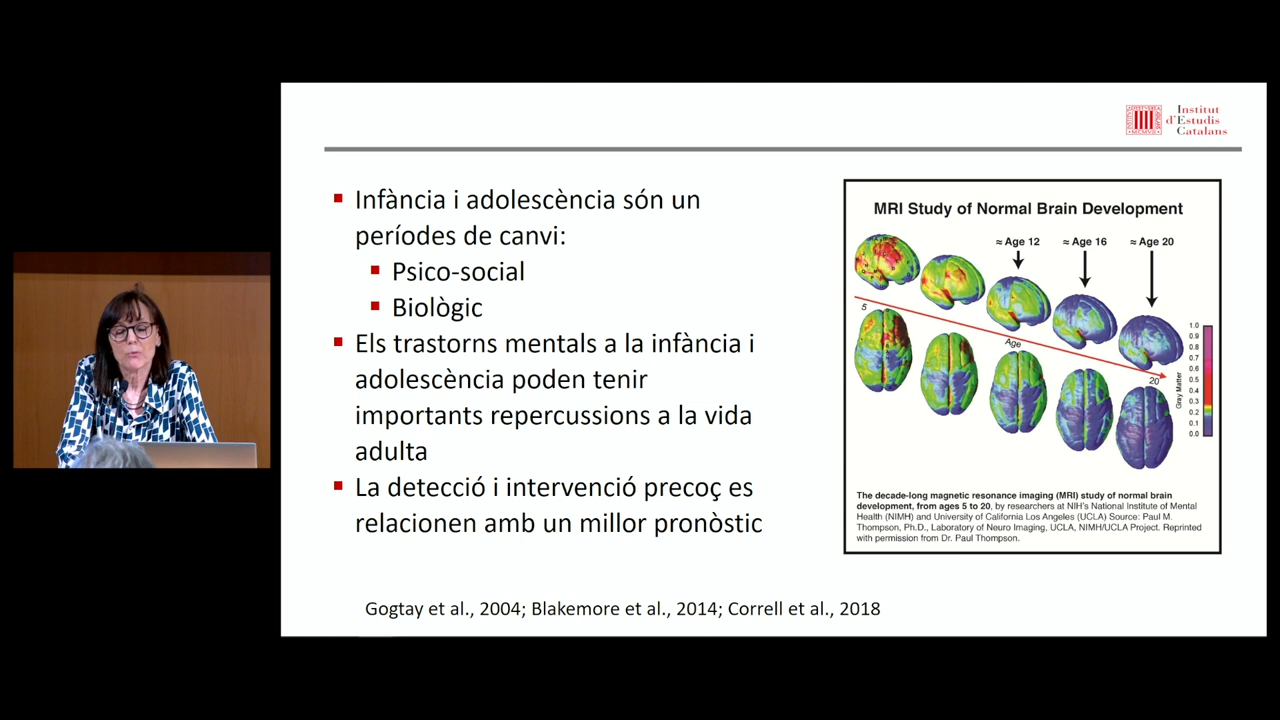 Institut
d'Estudis
Catalans
Infància i adolescència són un
períodes de canvi:
Psico-social
Biològic
Els trastorns mentals a la infància i
adolescència poden tenir
importants repercussions a la vida
adulta
La detecció i intervenció precoç es
relacionen amb un millor pronòstic
Gogtay et al., 2004; Blakemore et al., 2014; Correll et al., 2018
MRI Study of Normal Brain Development
≈ Age 12
≈ Age 16
≈ Age 20
5
Age
20
Gray Matter
1.0
0.9
0.8
0.7
0.6
0.5
0.4
0.3
0.2
0.1
0.0
The decade-long magnetic resonance imaging (MRI) study of normal brain
development, from ages 5 to 20, by researchers at NIH's National Institute of Mental
Health (NIMH) and University of California Los Angeles (UCLA) Source: Paul M.
Thompson, Ph.D., Laboratory of Neuro Imaging, UCLA, NIMH/UCLA Project. Reprinted
with permission from Dr. Paul Thompson.